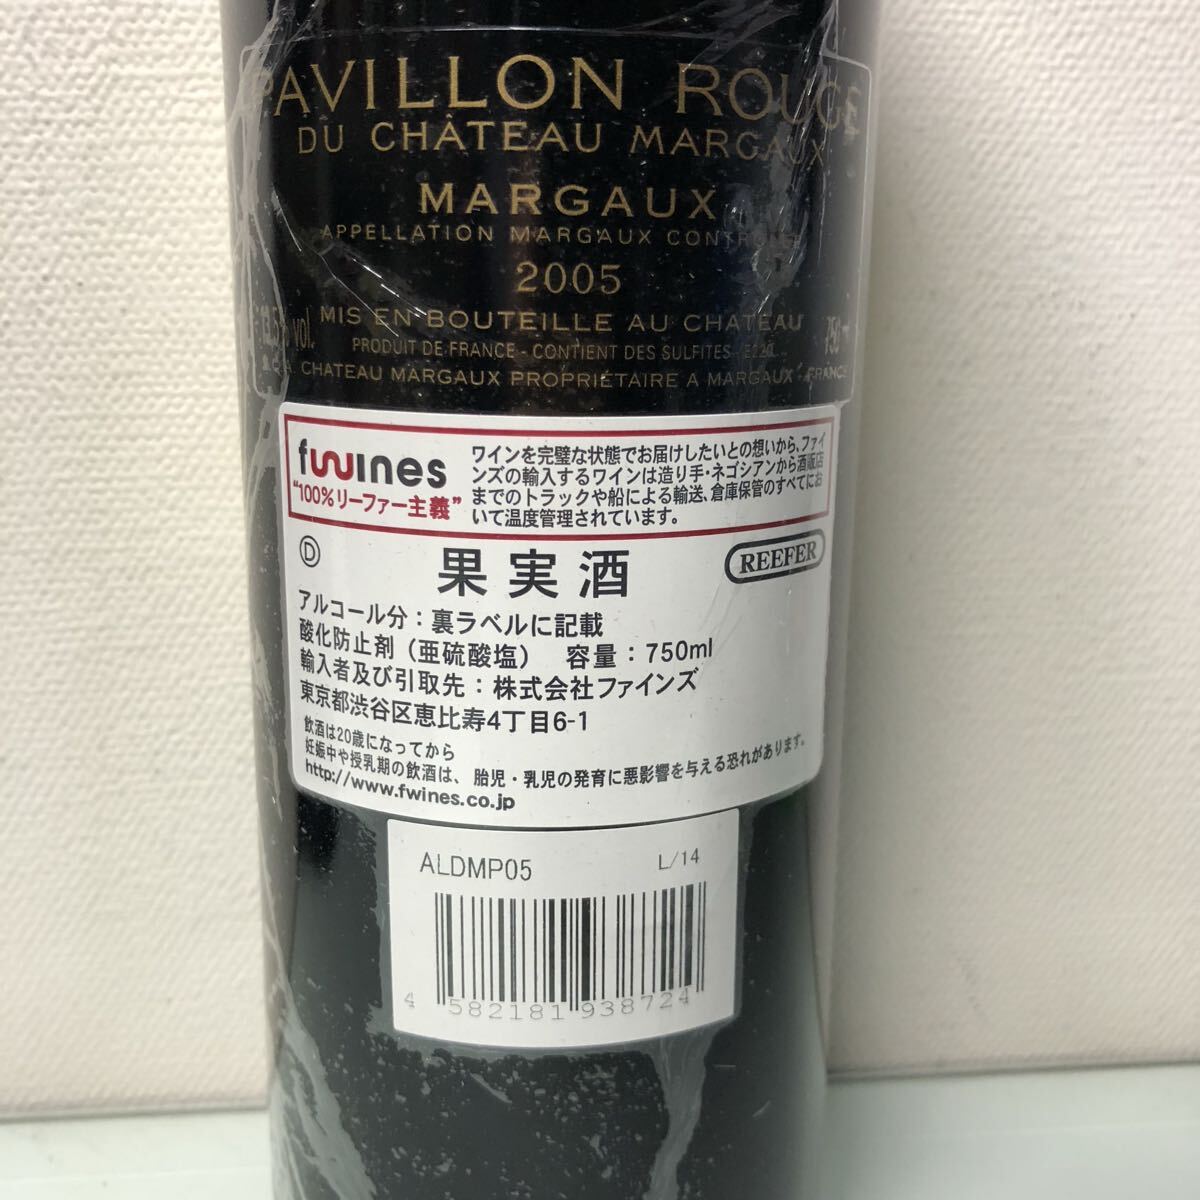 PAVILLON ROUGE
DU CHÂTEAU MARGAUX
MARGAUX
APPELLATION MARGAUX
2005
13,5% vol.
MIS EN BOUTEILLE AU CHATEAU
750
PRODUIT DE FRANCE - CONTIENT DES SULFITES - E220
CHATEAU MARGAUX PROPRIÉTAIRE A MARGAUX - FRANCE
fwines
"100%リーファー主義"
ワインを完璧な状態でお届けしたいとの想いから、ファイ
ンズの輸入するワインは造り手・ネゴシアンから酒販店
までのトラックや船による輸送、倉庫保管のすべてにお
いて温度管理されています。
D
果実酒
REEFER
アルコール分：裏ラベルに記載
酸化防止剤（亜硫酸塩） 容量：750ml
輸入者及び引取先：株式会社ファインズ
東京都渋谷区恵比寿4丁目6-1
飲酒は20歳になってから
妊娠中や授乳期の飲酒は、胎児・乳児の発育に悪影響を与える恐れがあります。
http://www.fwines.co.jp
ALDMP05 L/14
4 582181 938724